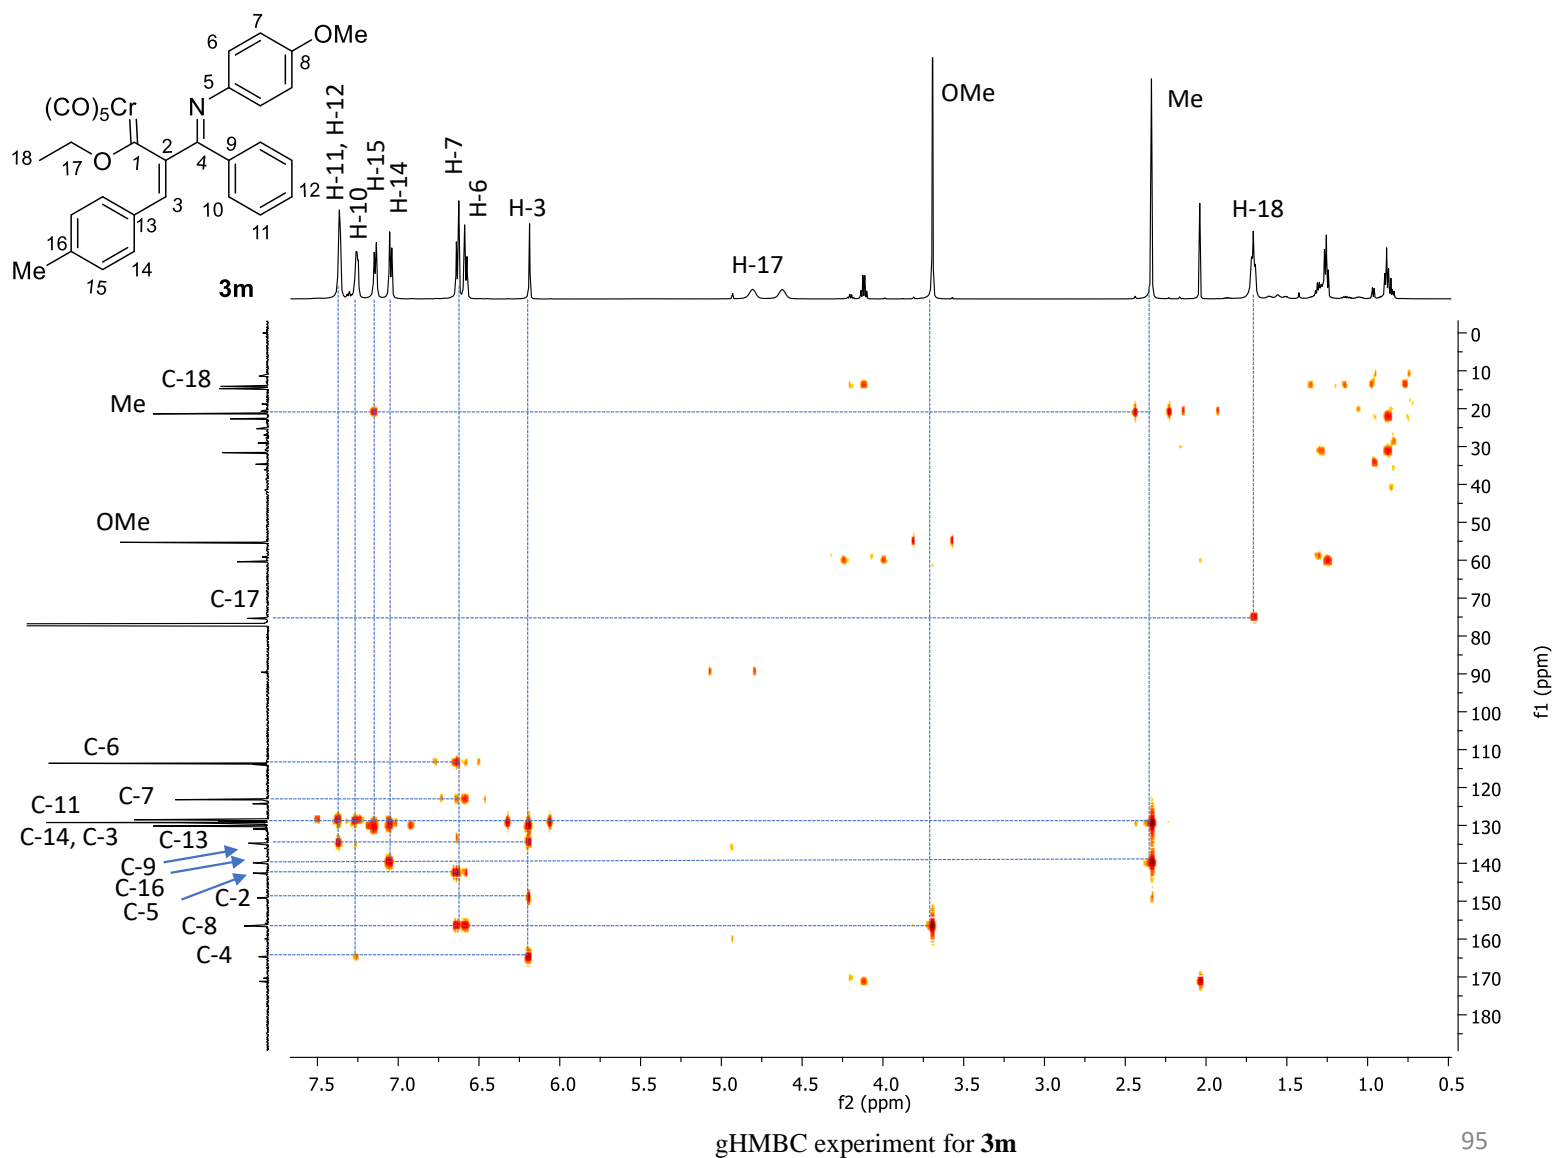 7
OMe
6
8
5
(CO)5Cr
N
2
9
18
17
O
1
4
12
3
10
13
11
16
14
Me
15
3m
H-11, H-12
H-10
H-15
H-14
H-7
H-6
H-3
H-17
OMe
Me
H-18
C-18
Me
OMe
C-17
C-6
C-7
C-11
C-14, C-3
C-13
C-9
C-16
C-5
C-2
C-8
C-4
0
10
20
30
40
50
60
70
80
90
100
110
120
130
140
150
160
170
180
f1 (ppm)
7.5 7.0 6.5 6.0 5.5 5.0 4.5 4.0 3.5 3.0 2.5 2.0 1.5 1.0 0.5
f2 (ppm)
gHMBC experiment for 3m
95